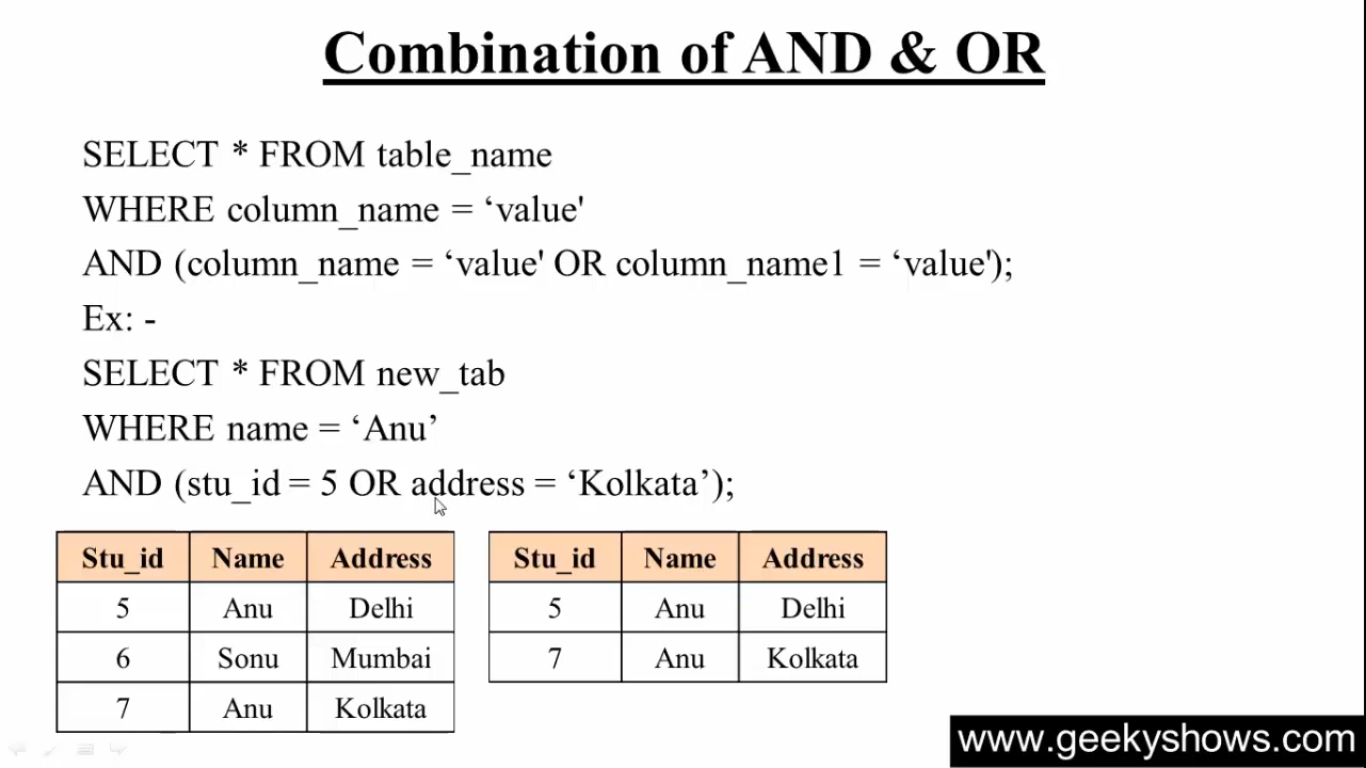 Combination of AND & OR
SELECT * FROM table_name
WHERE column_name = ‘value'
AND (column_name = ‘value' OR column_name1 = ‘value');
Ex: -
SELECT * FROM new_tab
WHERE name = ‘Anu’
AND (stu_id = 5 OR address = ‘Kolkata’);
Stu_id Name Address
5 Anu Delhi
6 Sonu Mumbai
7 Anu Kolkata
Stu_id Name Address
5 Anu Delhi
7 Anu Kolkata
www.geekyshows.com